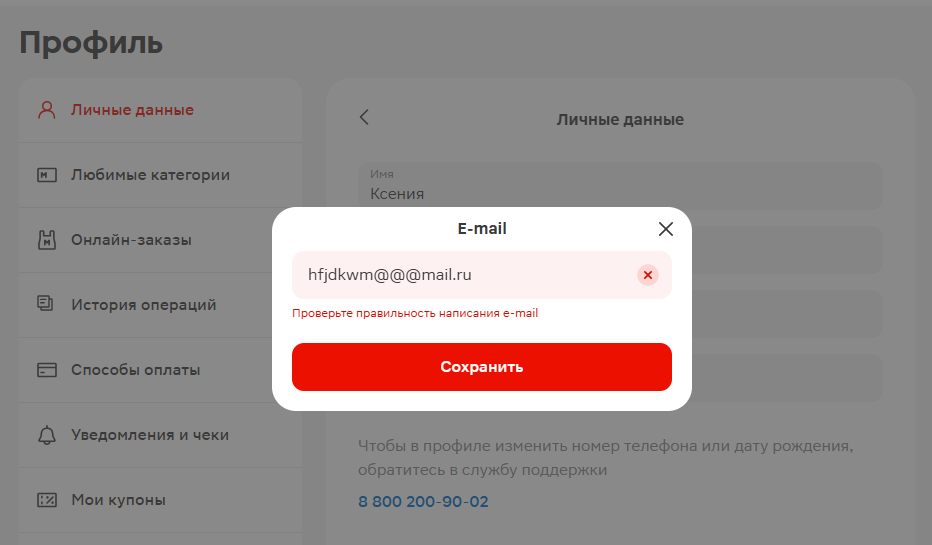 Профиль
Личные данные
Любимые категории
Онлайн-заказы
История операций
Способы оплаты
Уведомления и чеки
Мои купоны
Личные данные
Имя
Ксения
E-mail
hfjdkwm@@@mail.ru
Проверьте правильность написания e-mail
Сохранить
Чтобы в профиле изменить номер телефона или дату рождения,
обратитесь в службу поддержки
8 800 200-90-02